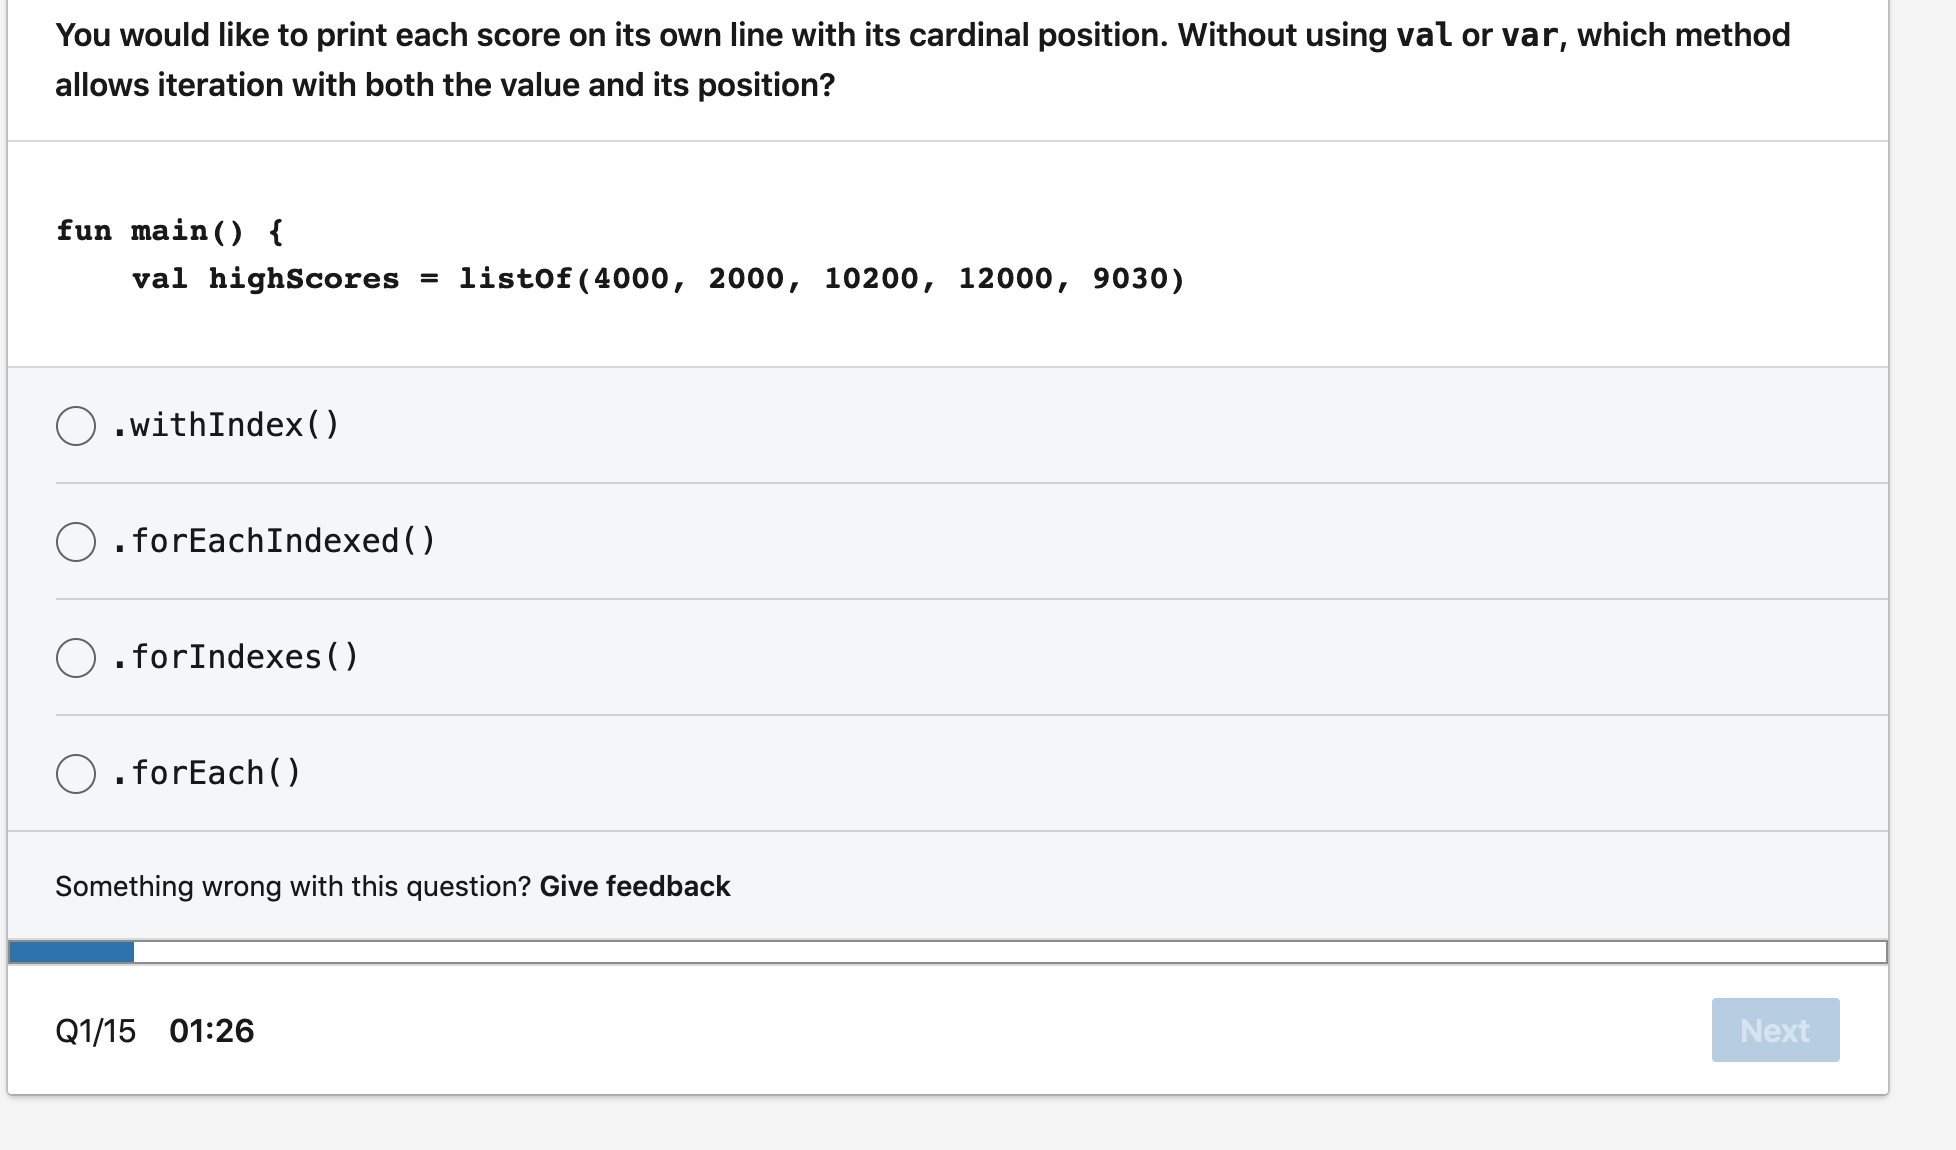 You would like to print each score on its own line with its cardinal position. Without using val or var, which method
allows iteration with both the value and its position?
fun main() {
    val highScores = listOf(4000, 2000, 10200, 12000, 9030)
.withIndex()
.forEachIndexed()
.forIndexes()
.forEach()
Something wrong with this question? Give feedback
Q1/15 01:26
Next